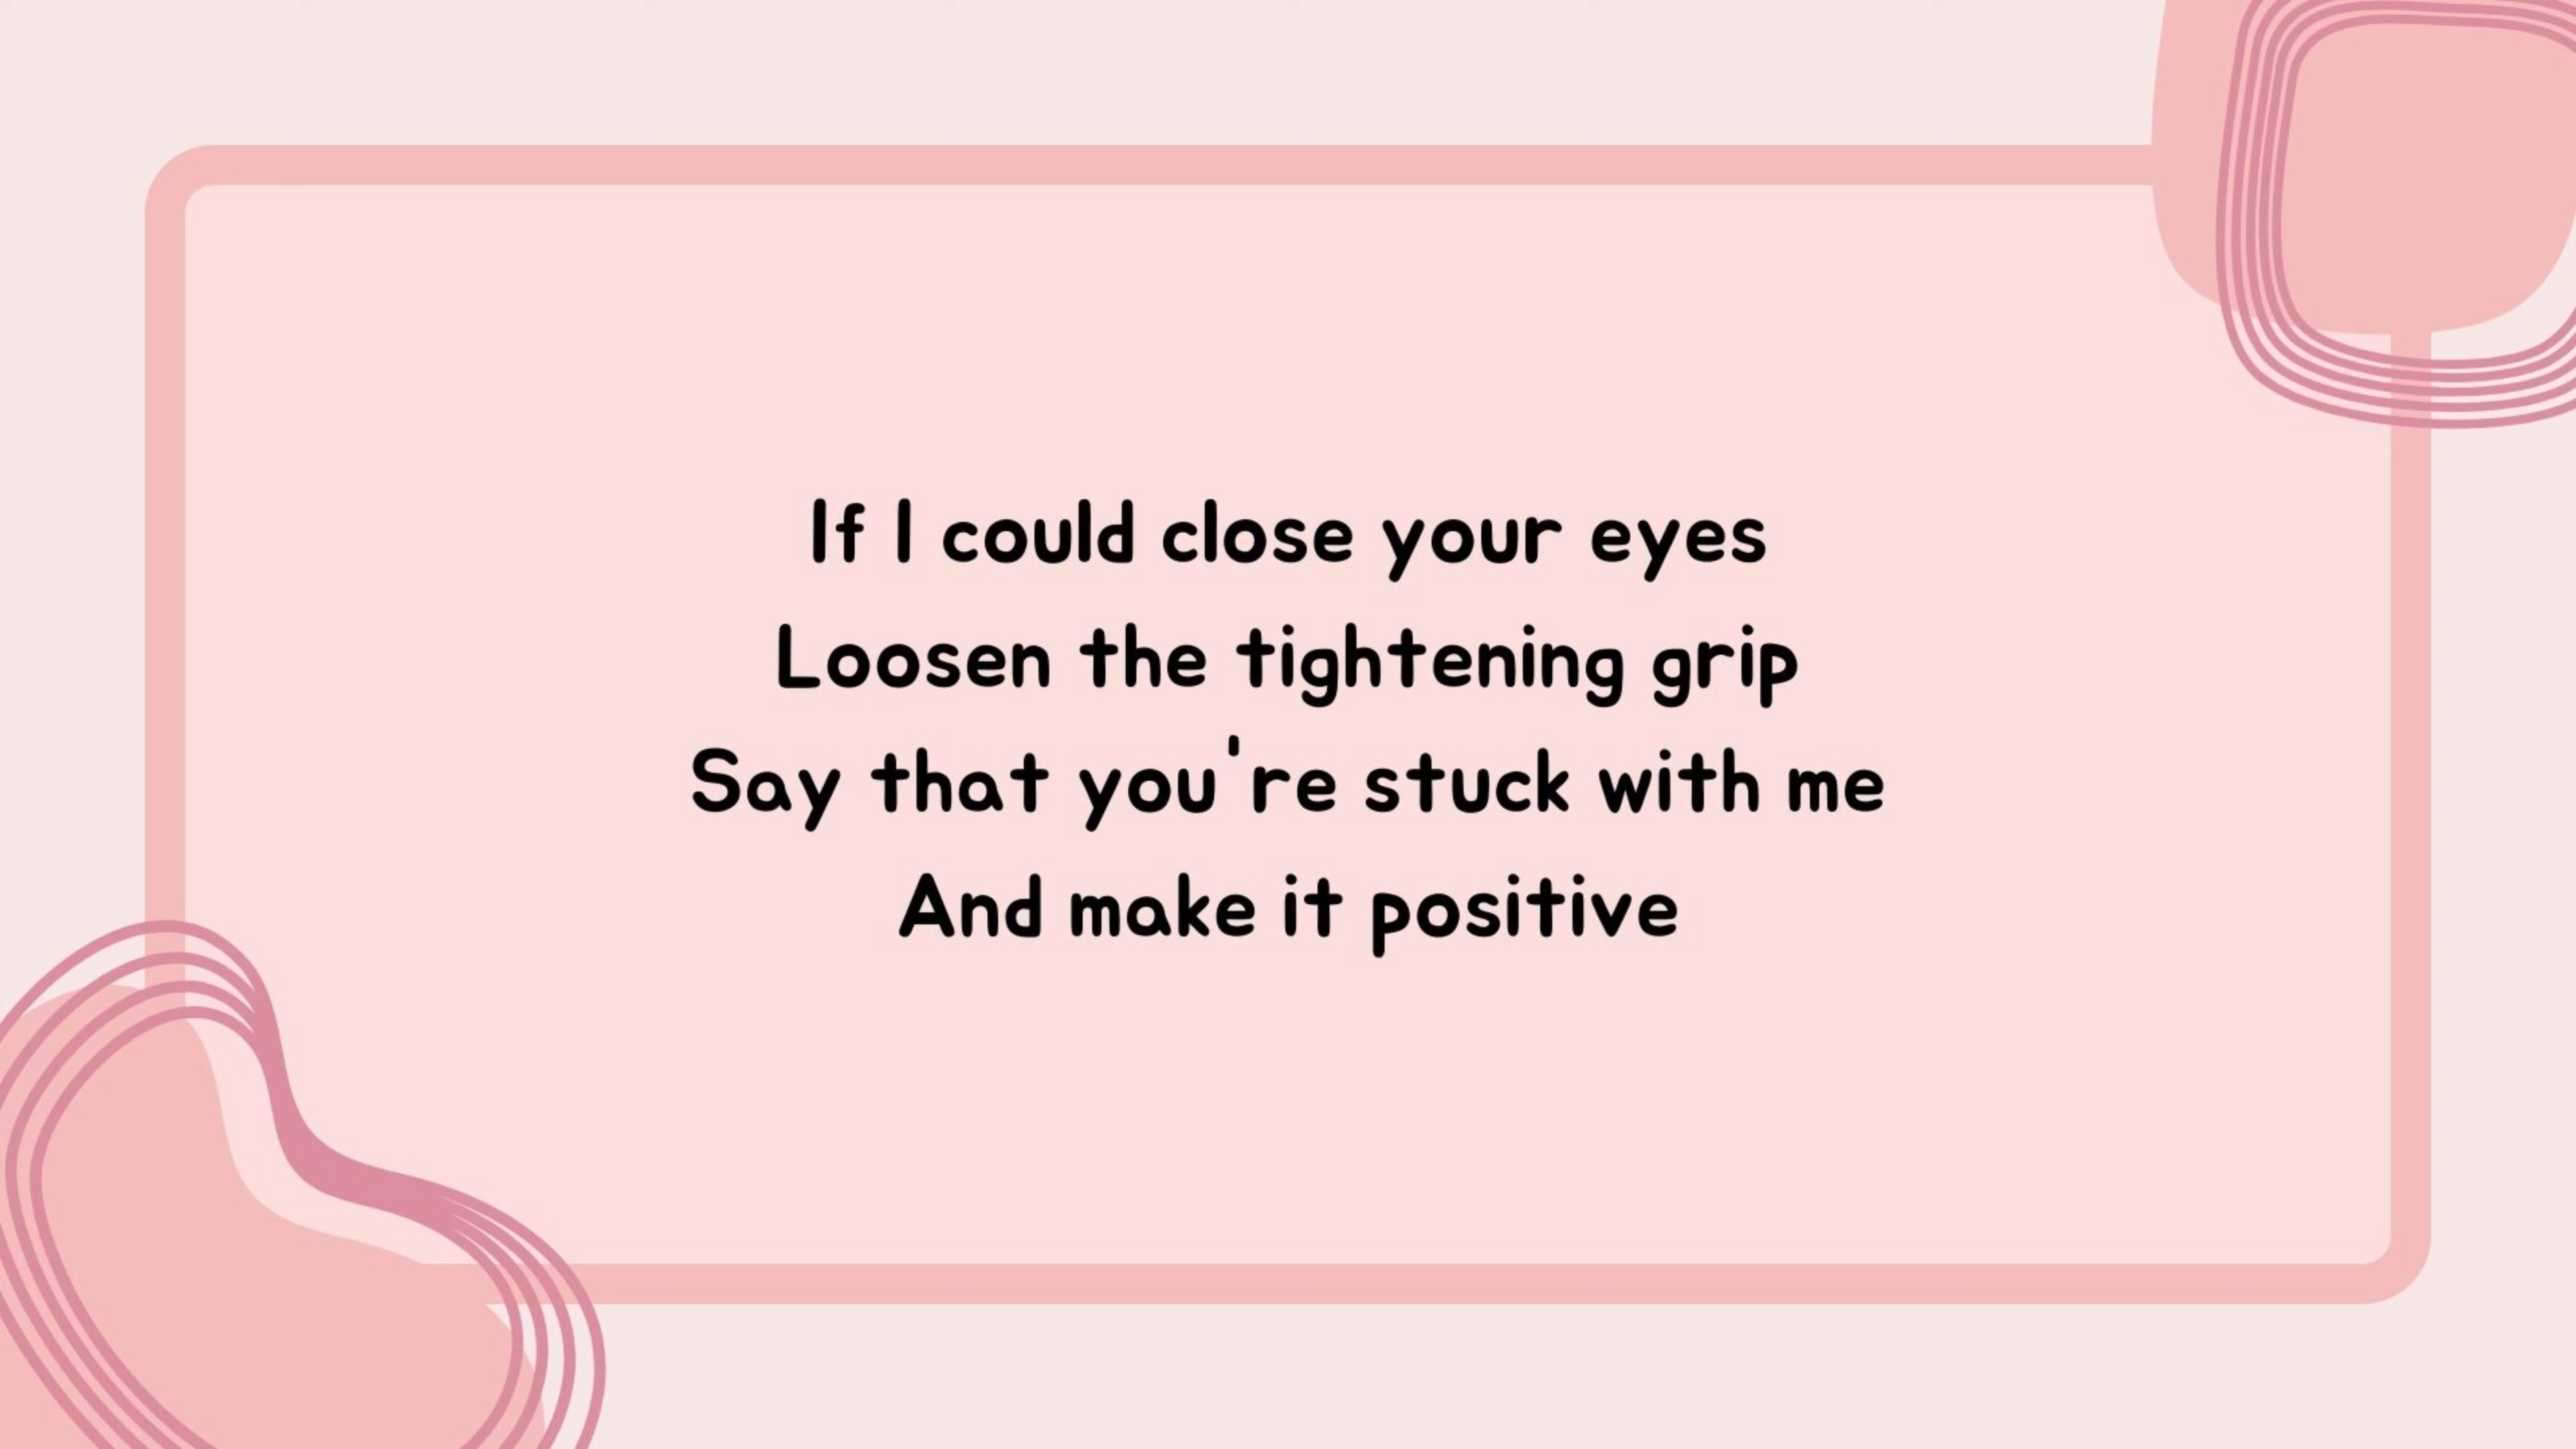 If I could close your eyes
Loosen the tightening grip
Say that you're stuck with me
And make it positive